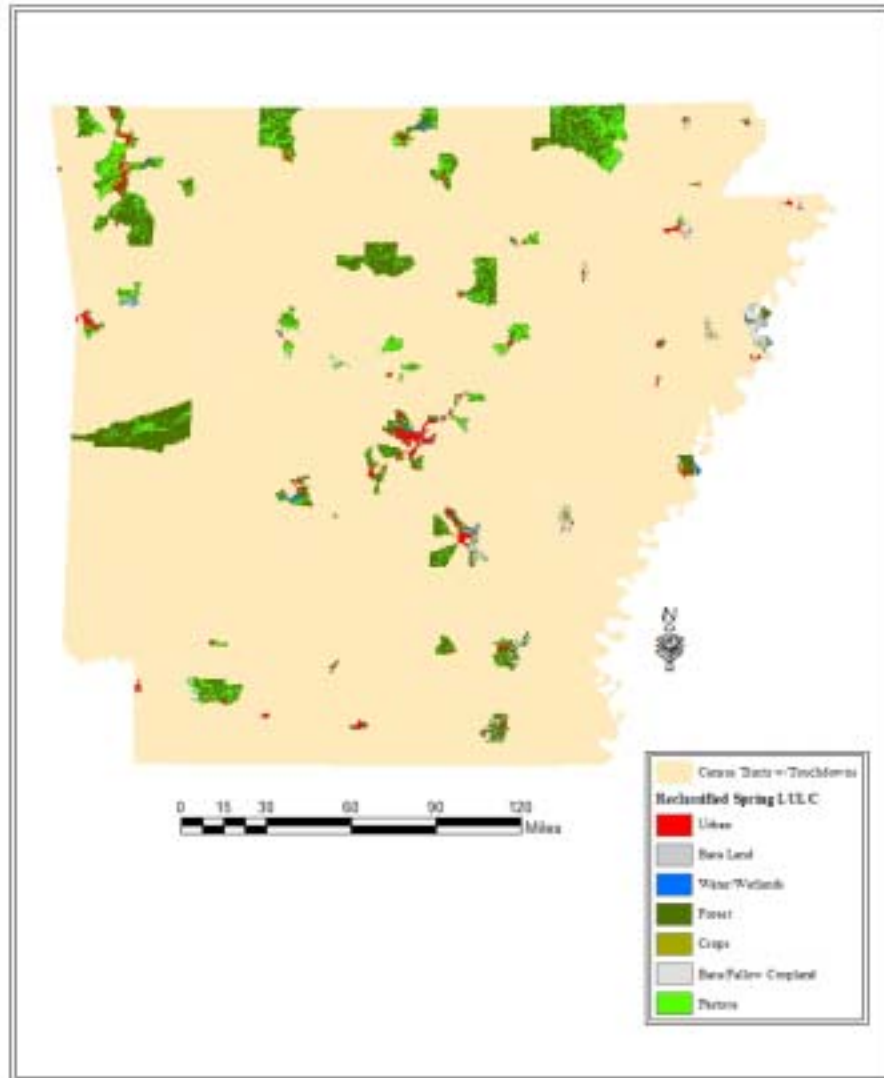 N
0 15 30 60 90 120
Miles
Census Tracts w/Touchdowns
Reclassified Spring LULC
Urban
Bare Land
Water/Wetlands
Forest
Crops
Bare/Fallow Cropland
Pasture